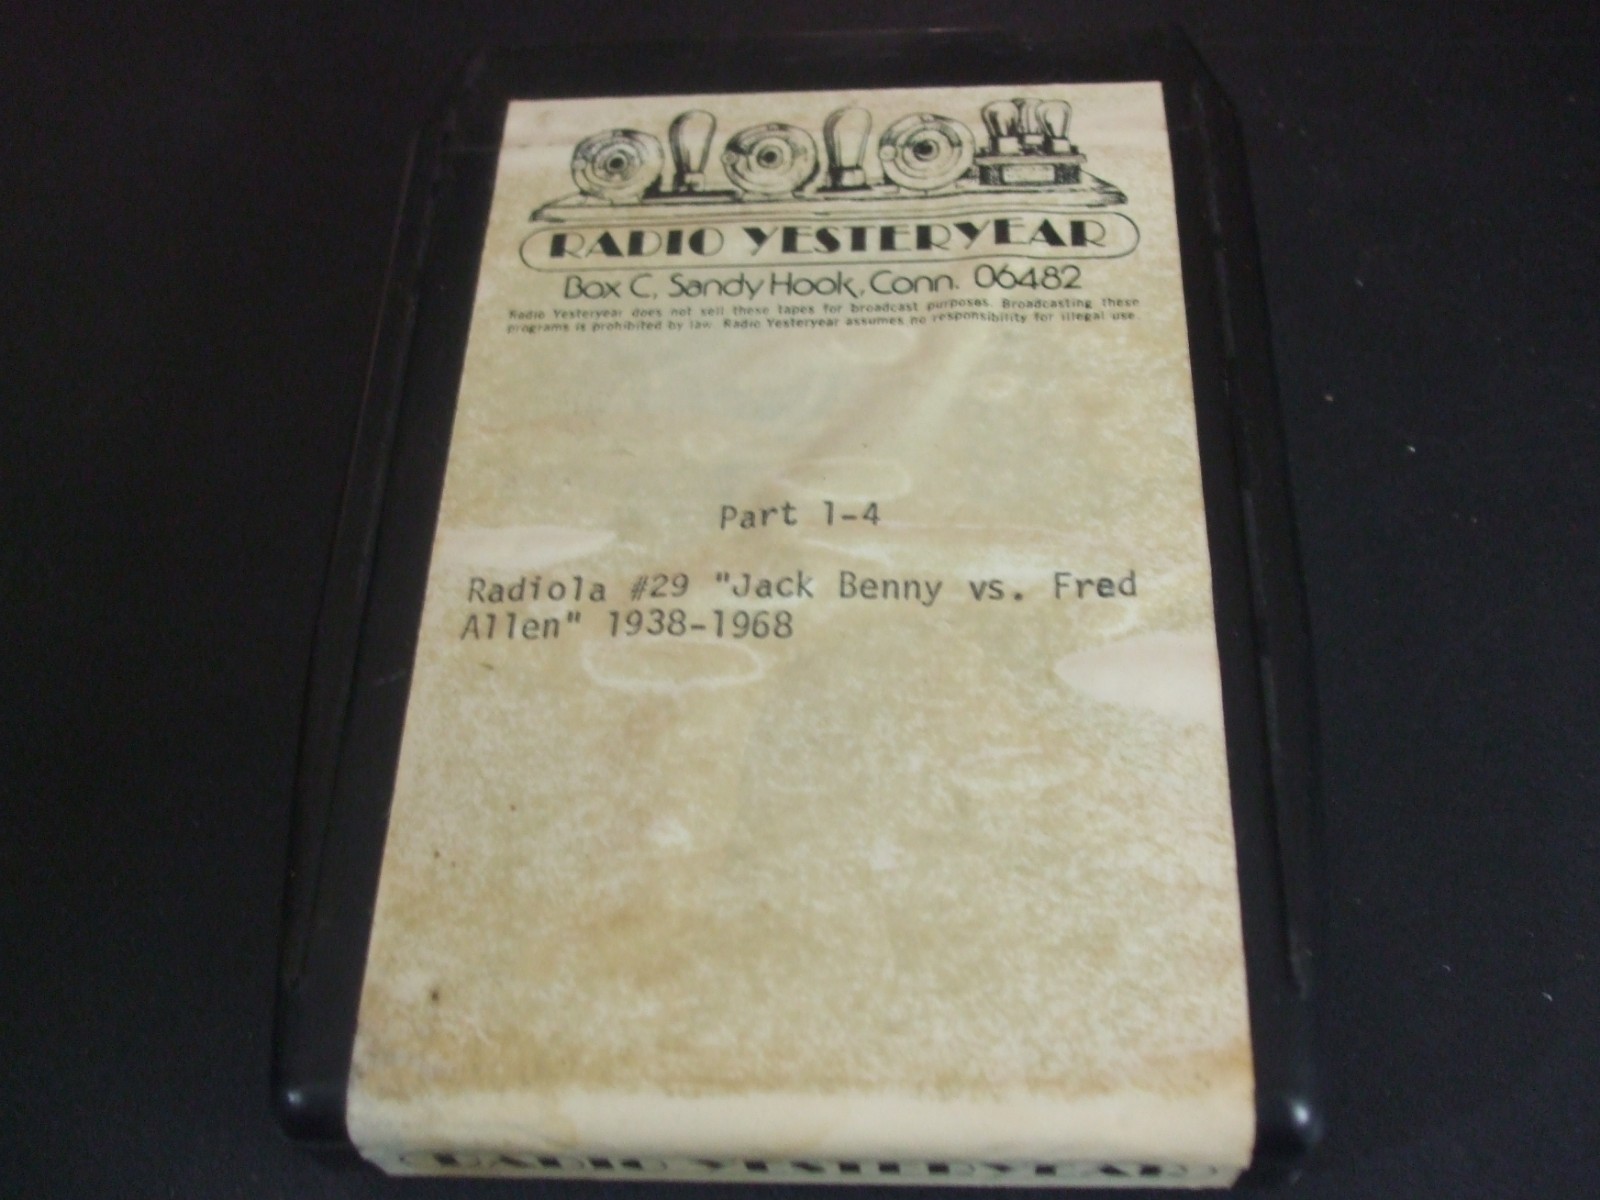 RADIO YESTERYEAR
Box C, Sandy Hook, Conn. 06482
Radio Yesteryear does not sell these tapes for broadcast purposes. Broadcasting these
programs is prohibited by law. Radio Yesteryear assumes no responsibility for illegal use.
Part 1-4
Radiola #29 "Jack Benny vs. Fred
Allen" 1938-1968
RADIO YESTERYEAR